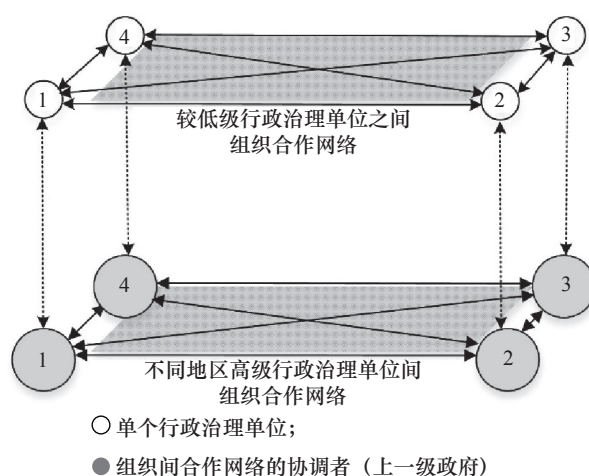 4
3
1
2
较低级行政治理单位之间
组织合作网络
4
3
1
2
不同地区高级行政治理单位间
组织合作网络
单个行政治理单位;
组织间合作网络的协调者（上一级政府）